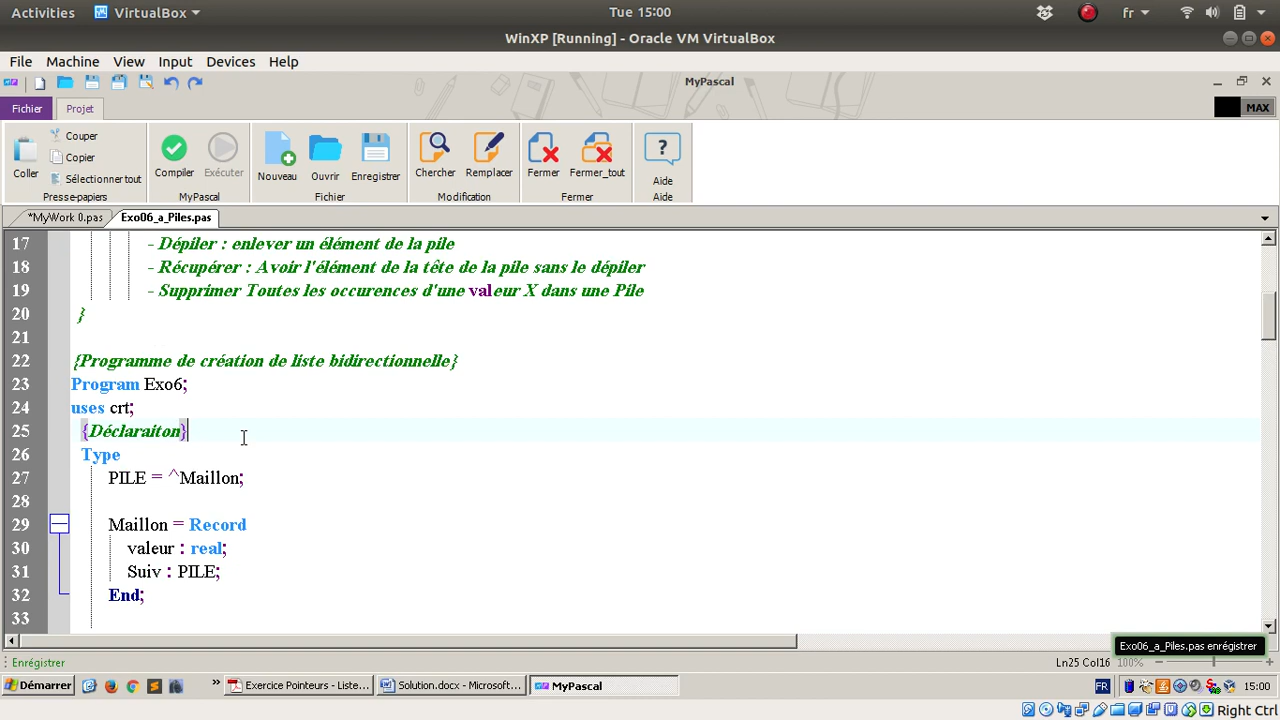 Activities VirtualBox Tue 15:00 fr
WinXP [Running] - Oracle VM VirtualBox
File Machine View Input Devices Help
MyPascal
Fichier Projet MAX
Coller Couper Copier Sélectionner tout
Compiler Exécuter Nouveau Ouvrir Enregistrer Chercher Remplacer Fermer Fermer_tout Aide
Presse-papiers MyPascal Fichier Modification Fermer Aide
*MyWork 0.pas Exo06_a_Piles.pas
17 - Dépiler : enlever un élément de la pile
18 - Récupérer : Avoir l'élément de la tête de la pile sans le dépiler
19 - Supprimer Toutes les occurences d'une valeur X dans une Pile
20 }
21
22 {Programme de création de liste bidirectionnelle}
23 Program Exo6;
24 uses crt;
25 {Déclaraiton}
26 Type
27 PILE = ^Maillon;
28
29 Maillon = Record
30 valeur : real;
31 Suiv : PILE;
32 End;
33
Exo06_a_Piles.pas enrégistrer
Enrégistrer Ln25 Col16 100%
Démarrer » Exercice Pointeurs - Liste... Solution.docx - Microsoft... MyPascal FR 15:00
Right Ctrl